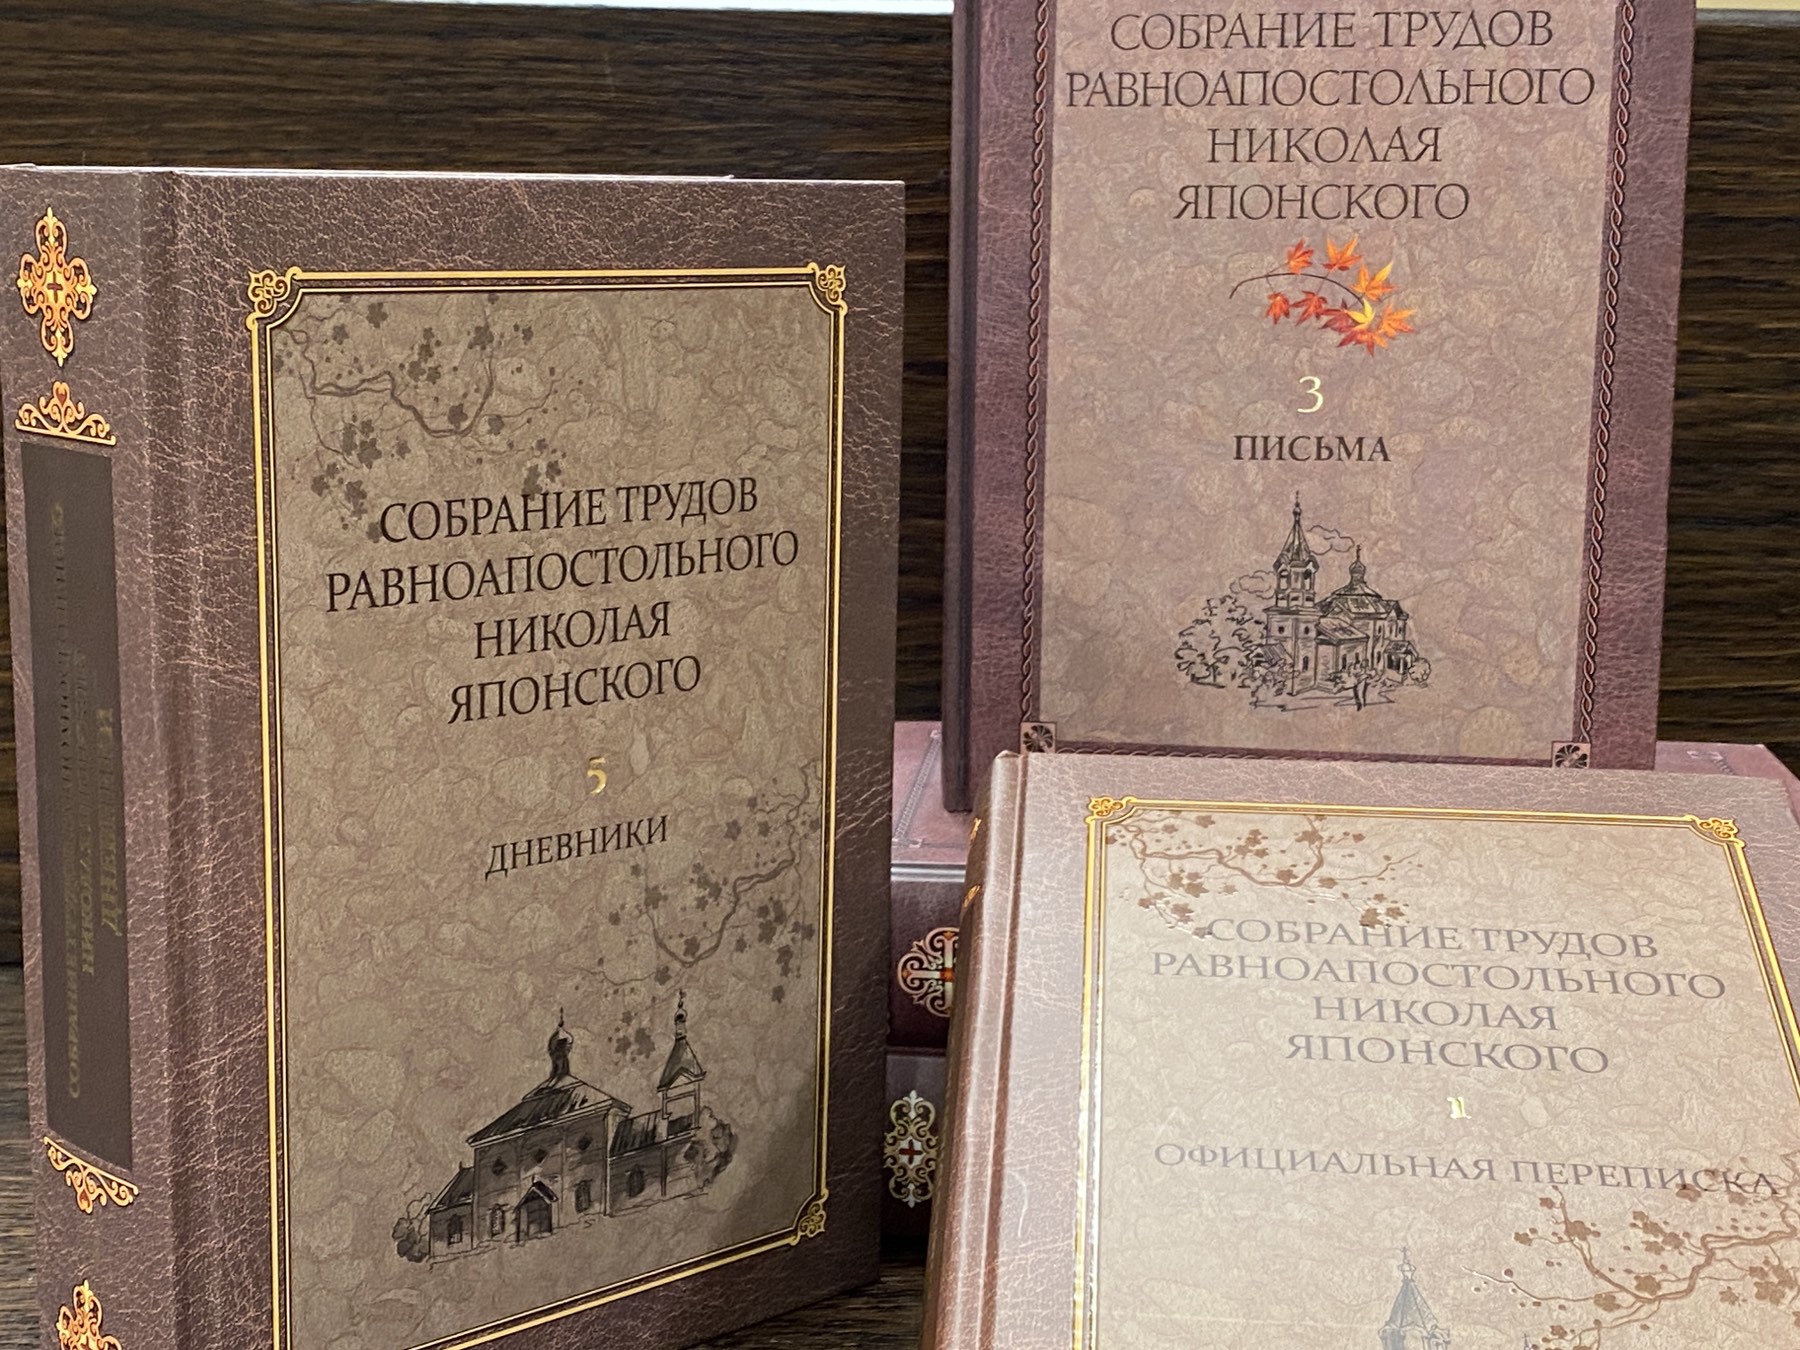 СОБРАНИЕ ТРУДОВ
РАВНОАПОСТОЛЬНОГО
НИКОЛАЯ
ЯПОНСКОГО
5
ДНЕВНИКИ
СОБРАНИЕ ТРУДОВ
РАВНОАПОСТОЛЬНОГО
НИКОЛАЯ
ЯПОНСКОГО
3
ПИСЬМА
СОБРАНИЕ ТРУДОВ
РАВНОАПОСТОЛЬНОГО
НИКОЛАЯ
ЯПОНСКОГО
1
ОФИЦИАЛЬНАЯ ПЕРЕПИСКА